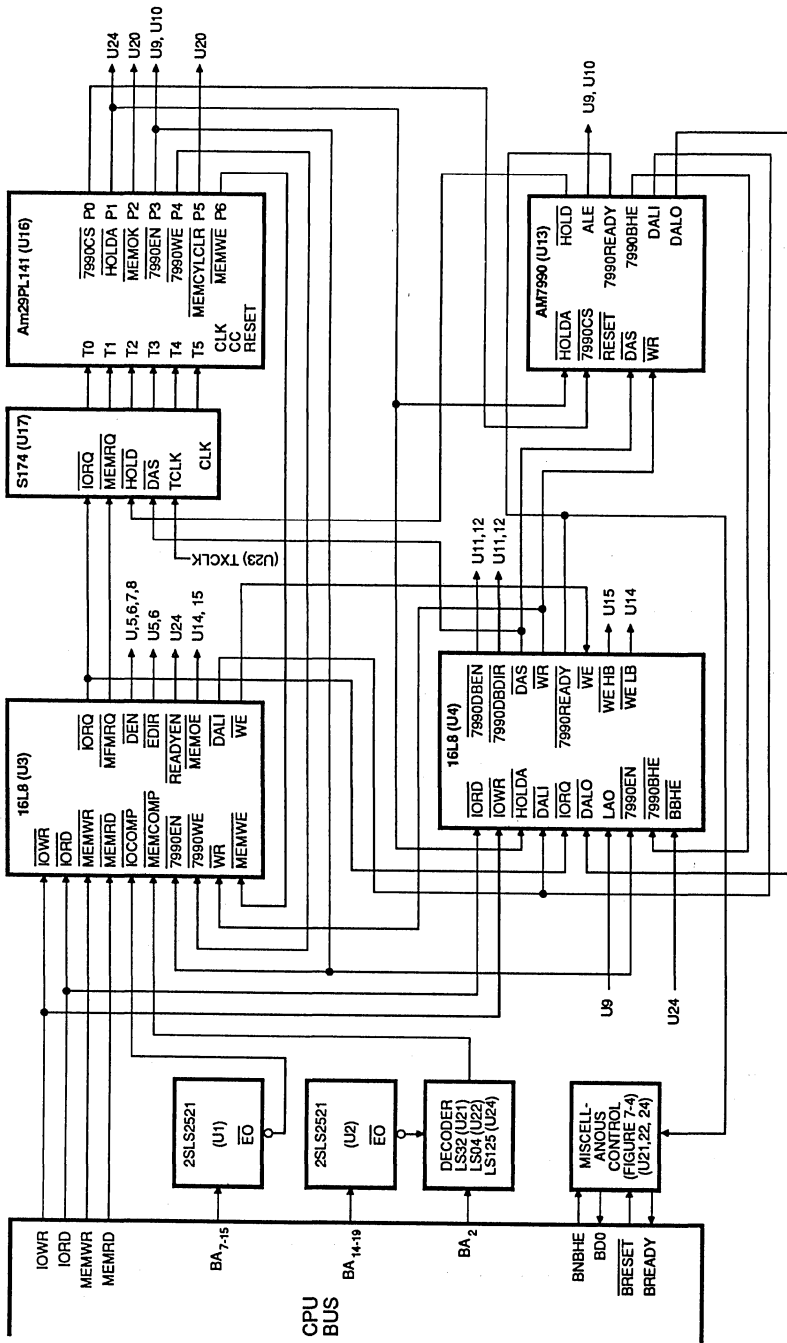 CPU
BUS
IOWR
IORD
MEMWR
MEMRD
BA7-15
BA14-19
BA2
BNBHE
BD0
BRESET
BREADY
2SLS2521
(U1)
EO
2SLS2521
(U2)
EO
DECODER
LS32 (U21)
LS04 (U22)
LS125 (U24)
MISCELL-
ANOUS
CONTROL
(FIGURE 7-4)
(U21,22, 24)
16L8 (U3)
IOWR
IORD
MEMWR
MEMRD
IOCOMP
MEMCOMP
7990EN
7990WE
WR
MEMWE
IORQ
MFMRQ
DEN
EDIR
READYEN
MEMOE
DALI
WE
U,5,6,7,8
U5,6
U24
U14, 15
S174 (U17)
IORQ
MEMRQ
HOLD
DAS
TCLK
CLK
(U23) TXCLK
Am29PL141 (U16)
T0
T1
T2
T3
T4
T5
7990CS P0
HOLDA P1
MEMOK P2
7990EN P3
7990WE P4
MEMCYLCLR P5
MEMWE P6
CLK
CC
RESET
U24
U20
U9, U10
U20
16L8 (U4)
IORD
IOWR
HOLDA
DALI
IORQ
DALO
LAO
7990EN
7990BHE
BBHE
7990DBEN
7990DBDIR
DAS
WR
7990READY
WE
WE HB
WE LB
U11,12
U11,12
U15
U14
U9
U24
AM7990 (U13)
HOLDA
7990CS
RESET
DAS
WR
HOLD
ALE
7990READY
7990BHE
DALI
DALO
U9, U10